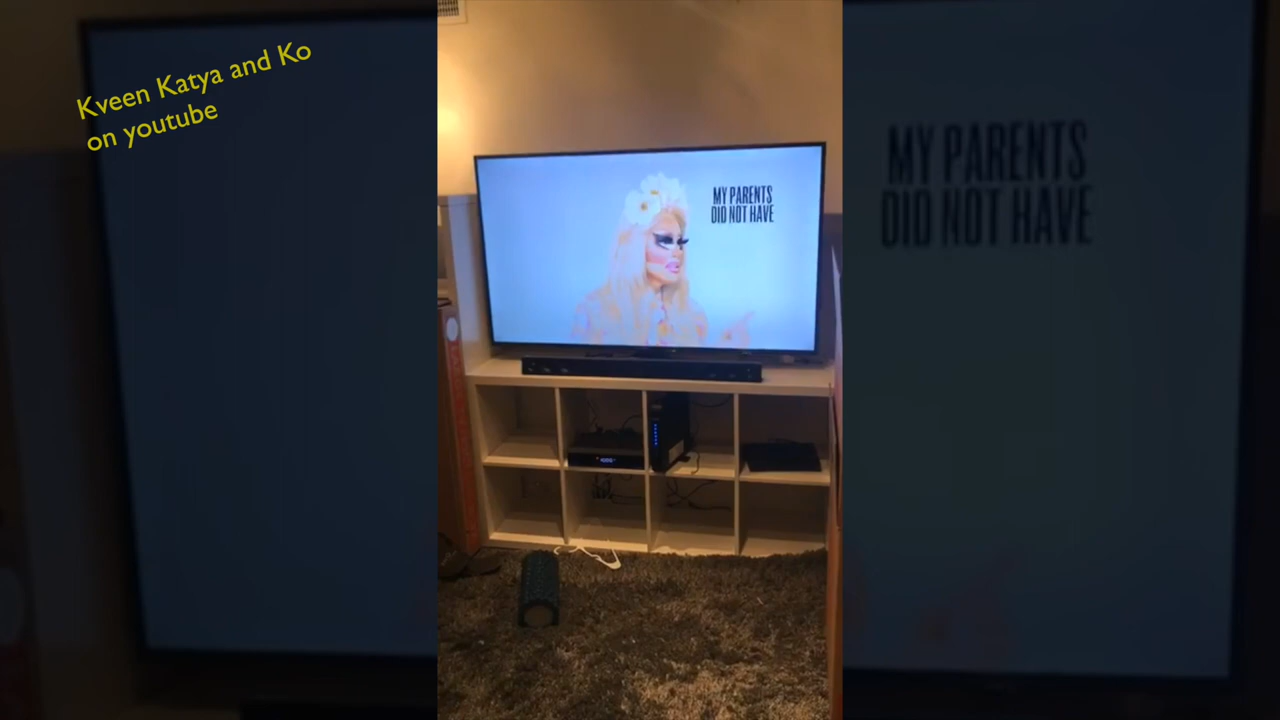 Kveen Katya and Ko
on youtube
MY PARENTS
DID NOT HAVE
MY PARENTS
DID NOT HAVE